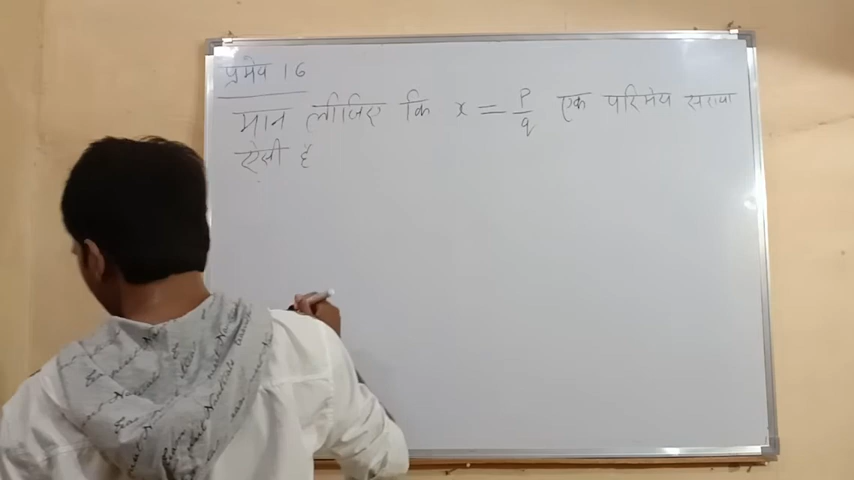 प्रमेय 16
मान लीजिए कि x = p/q एक परिमेय संख्या
ऐसी है